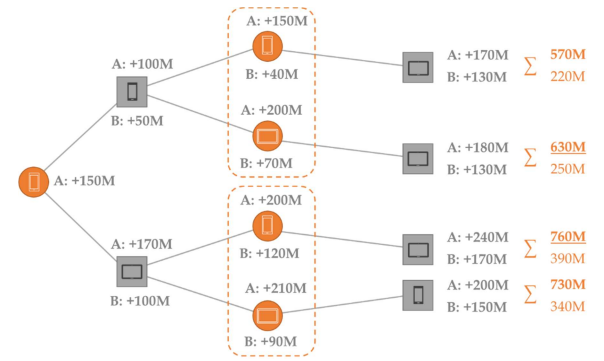 A: +150M
A: +100M
B: +50M
A: +150M
B: +40M
A: +170M
B: +130M
∑
570M
220M
A: +200M
B: +70M
A: +180M
B: +130M
∑
630M
250M
A: +170M
B: +100M
A: +200M
B: +120M
A: +240M
B: +170M
∑
760M
390M
A: +210M
B: +90M
A: +200M
B: +150M
∑
730M
340M